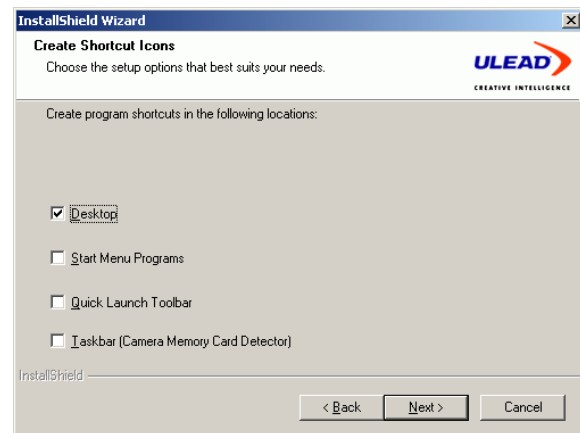 InstallShield Wizard
Create Shortcut Icons
Choose the setup options that best suits your needs.
ULEAD
CREATIVE INTELLIGENCE
Create program shortcuts in the following locations:
Desktop
Start Menu Programs
Quick Launch Toolbar
Taskbar (Camera Memory Card Detector)
InstallShield
< Back Next > Cancel